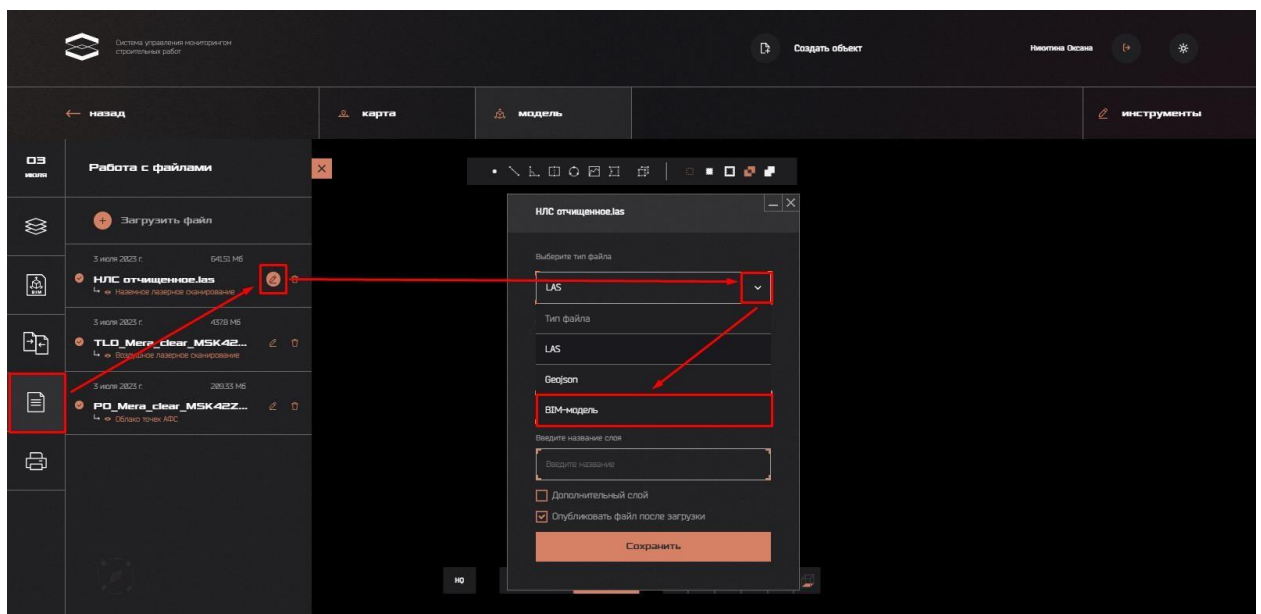 Система управления мониторингом
строительных работ
Создать объект
Никитина Оксана
назад
карта
модель
инструменты
03
июля
Работа с файлами
Загрузить файл
3 июля 2023 г. 641.51 Мб
НЛС отчищенное.las
Наземное лазерное сканирование
3 июля 2023 г. 437.8 Мб
TLO_Mera_clear_MSK42...
Воздушное лазерное сканирование
3 июля 2023 г. 289.33 Мб
PO_Mera_clear_MSK42Z...
Облако точек АФС
BIM
НЛС отчищенное.las
Выберите тип файла
LAS
Тип файла
LAS
Geojson
BIM-модель
Введите название слоя
Введите название
Дополнительный слой
Опубликовать файл после загрузки
Сохранить
HQ